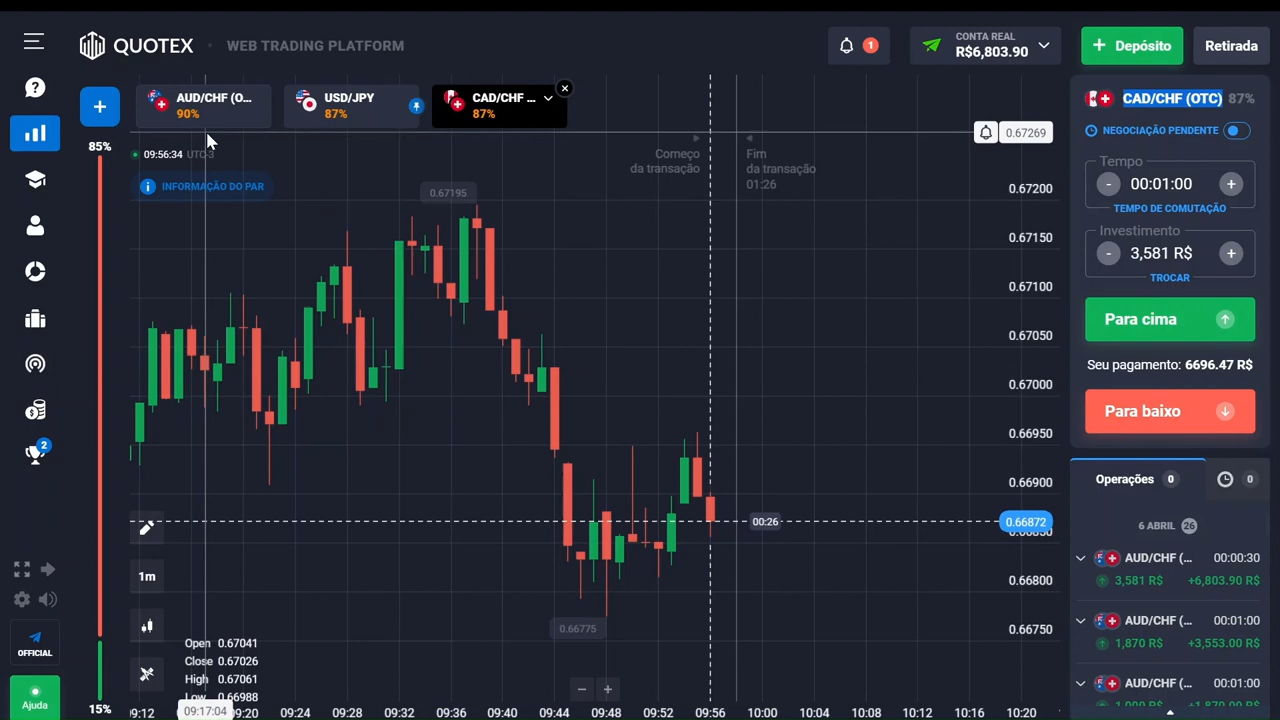 QUOTEX
WEB TRADING PLATFORM
1
CONTA REAL
R$6,803.90
+ Depósito
Retirada
+
AUD/CHF (O...
90%
USD/JPY
87%
CAD/CHF ...
87%
CAD/CHF (OTC) 87%
NEGOCIAÇÃO PENDENTE
Tempo
- 00:01:00 +
TEMPO DE COMUTAÇÃO
Investimento
- 3,581 R$ +
TROCAR
Para cima
Seu pagamento: 6696.47 R$
Para baixo
Operações 0
0
6 ABRIL 26
AUD/CHF (... 00:00:30
3,581 R$ +6,803.90 R$
AUD/CHF (... 00:01:00
1,870 R$ +3,553.00 R$
AUD/CHF (... 00:01:00
85%
15%
09:56:34 UTC-3
INFORMAÇÃO DO PAR
Começo
da transação
Fim
da transação
01:26
0.67269
0.67200
0.67150
0.67100
0.67050
0.67000
0.66950
0.66900
0.66872
0.66850
0.66800
0.66750
0.67195
0.66775
00:26
1m
Open 0.67041
Close 0.67026
High 0.67061
Low 0.66988
− +
09:12
09:17:04
09:20
09:24
09:28
09:32
09:36
09:40
09:44
09:48
09:52
09:56
10:00
10:04
10:08
10:12
10:16
10:20
2
OFFICIAL
Ajuda